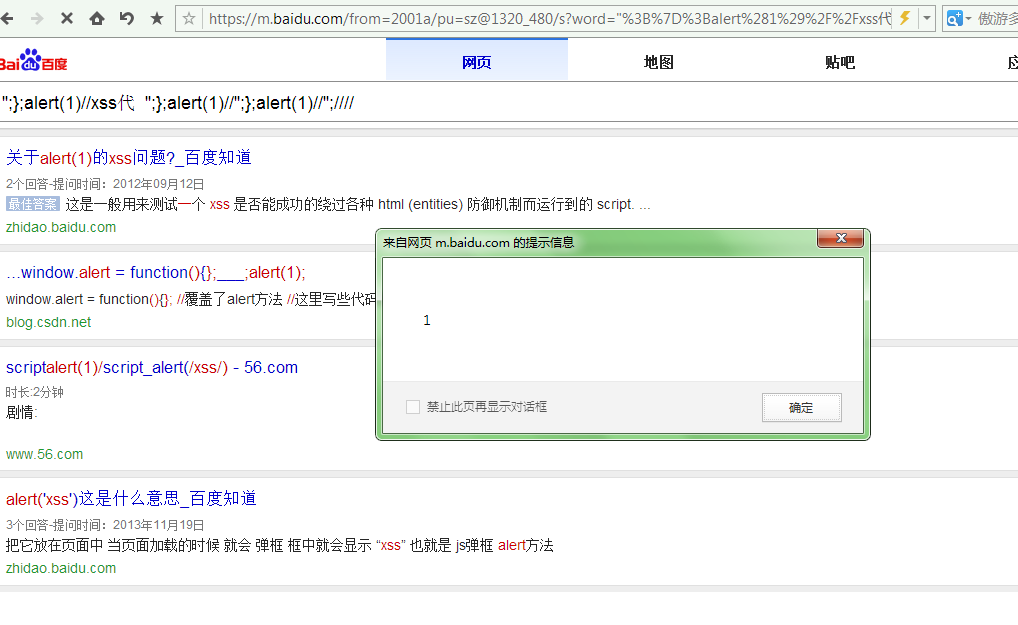 https://m.baidu.com/from=2001a/pu=sz@1320_480/s?word="%3B%7D%3Balert%281%29%2F%2Fxss代
傲游多
Bai du 百度
网页
地图
贴吧
";};alert(1)//xss代 ";};alert(1)//";};alert(1)//";////
关于alert(1)的xss问题?_百度知道
2个回答-提问时间：2012年09月12日
最佳答案 这是一般用来测试一个 xss 是否能成功的绕过各种 html (entities) 防御机制而运行到的 script. ...
zhidao.baidu.com
...window.alert = function(){};___;alert(1);
window.alert = function(){}; //覆盖了alert方法 //这里写些代码
blog.csdn.net
scriptalert(1)/script_alert(/xss/) - 56.com
时长:2分钟
剧情:
www.56.com
alert('xss')这是什么意思_百度知道
3个回答-提问时间：2013年11月19日
把它放在页面中 当页面加载的时候 就会 弹框 框中就会显示 “xss” 也就是 js弹框 alert方法
zhidao.baidu.com
来自网页 m.baidu.com 的提示信息
1
禁止此页再显示对话框
确定